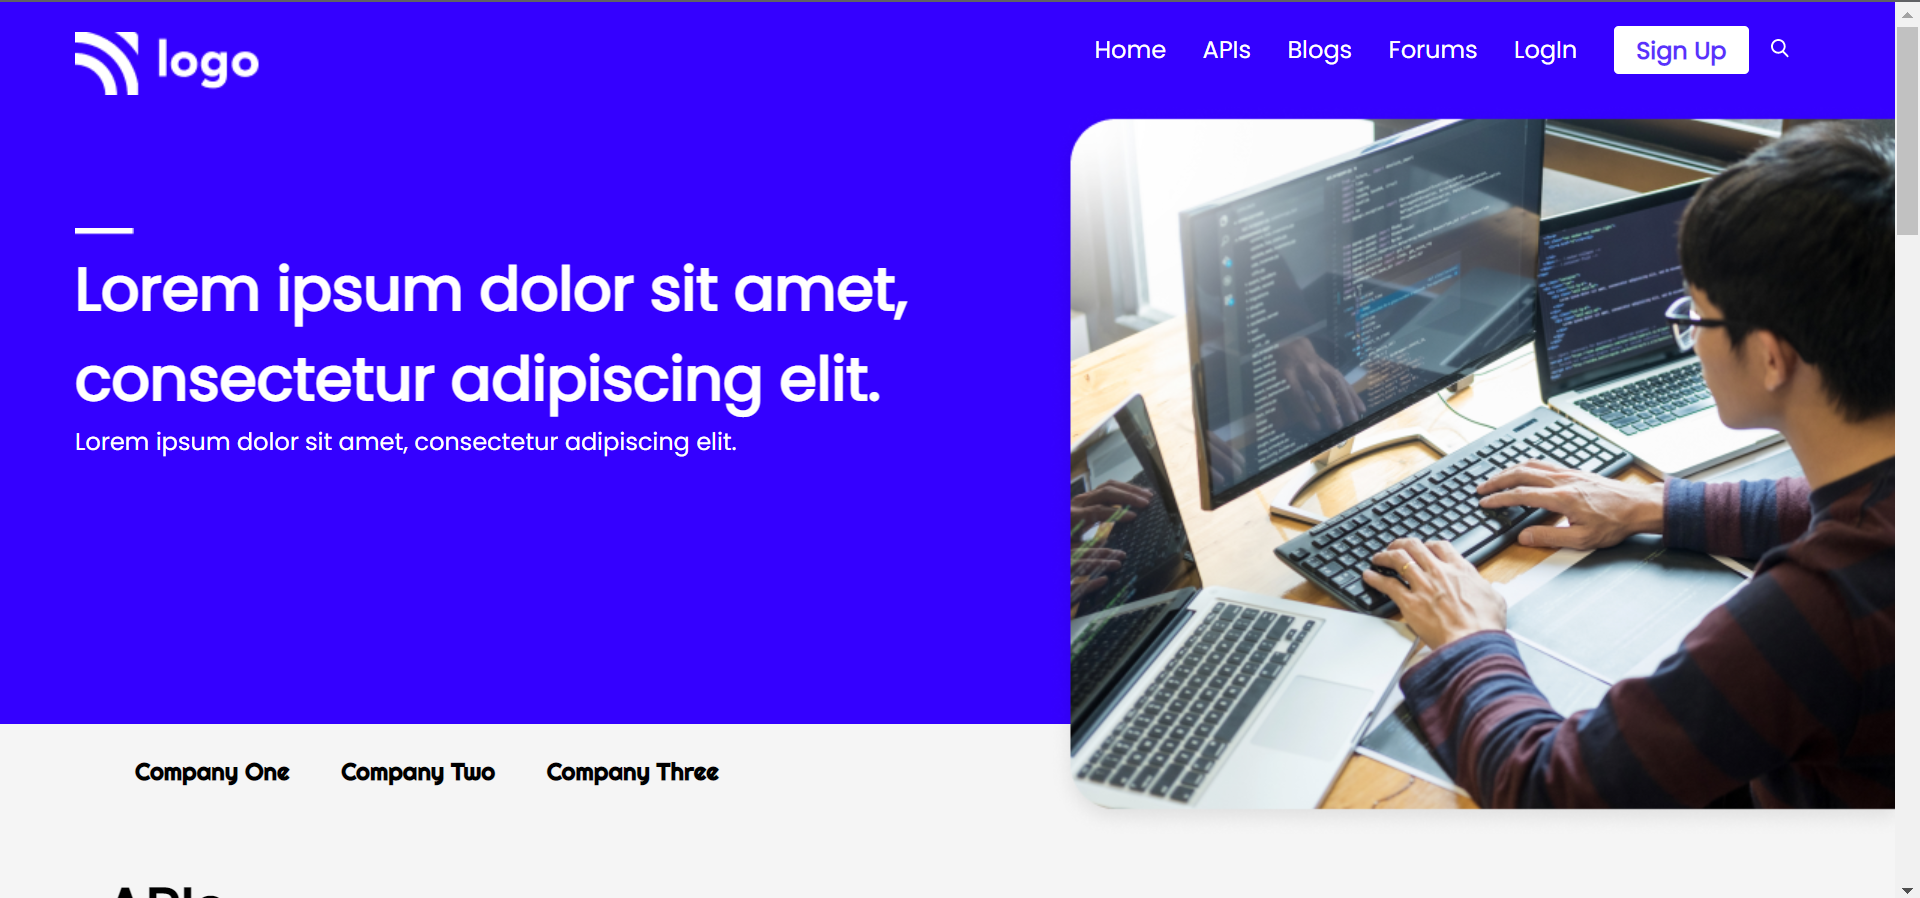 logo
Home APIs Blogs Forums LogIn Sign Up
Lorem ipsum dolor sit amet,
consectetur adipiscing elit.
Lorem ipsum dolor sit amet, consectetur adipiscing elit.
Company One Company Two Company Three
APIs